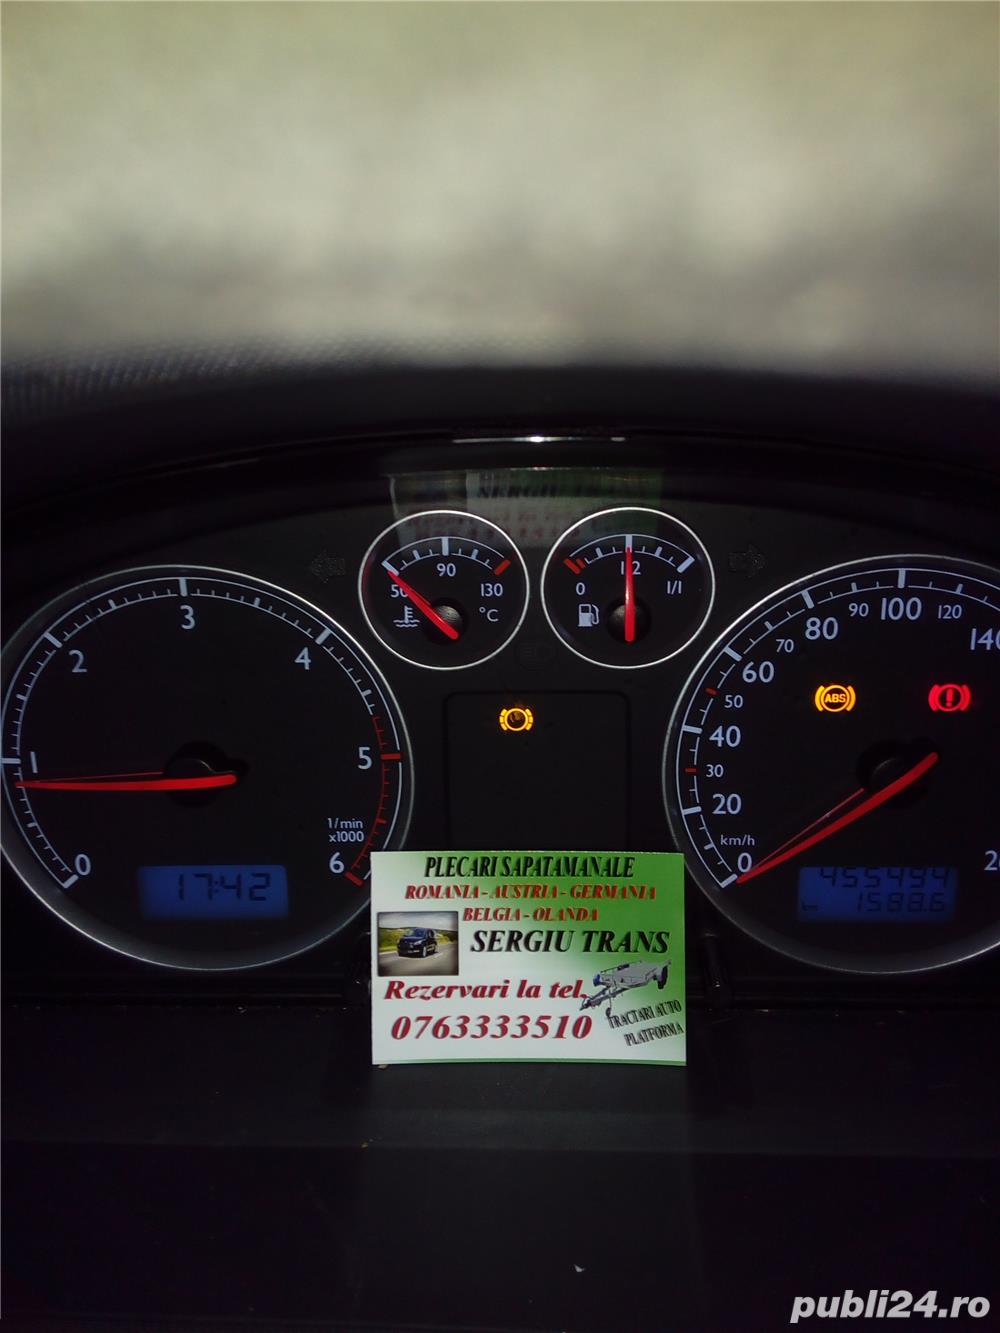 50 90 130 °C
0 1/2 1/1
1 2 3 4 5 6 0
1/min
x1000
17:42
0 20 30 40 50 60 70 80 90 100 120 140
km/h
ABS
455494
1588.6
PLECARI SAPATAMANALE
ROMANIA - AUSTRIA - GERMANIA
BELGIA - OLANDA
SERGIU TRANS
Rezervari la tel.
0763333510
TRACTARI AUTO
PLATFORMA
publi24.ro